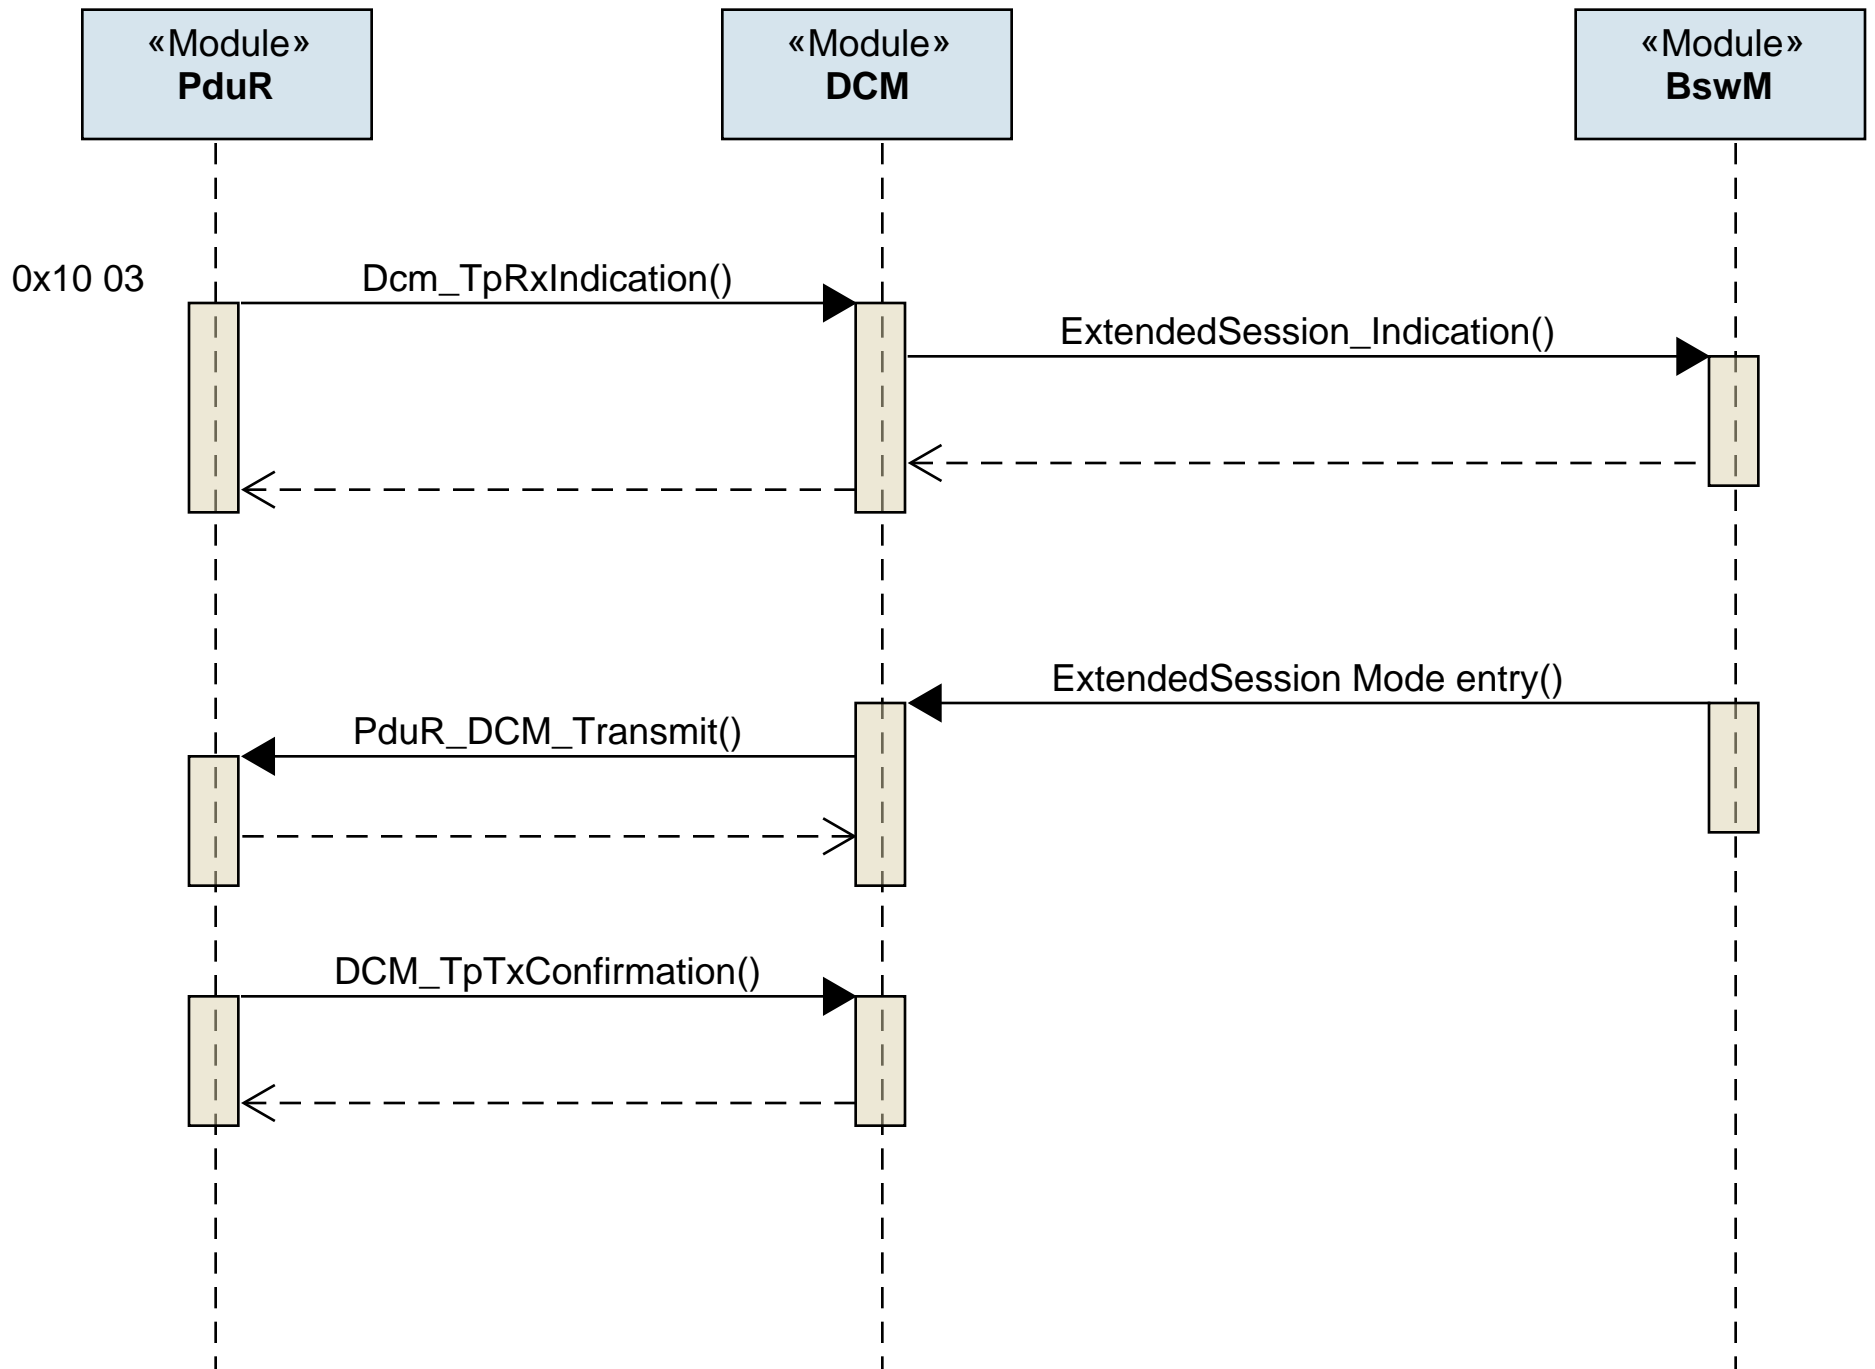 «Module»
PduR
«Module»
DCM
«Module»
BswM
0x10 03
Dcm_TpRxIndication()
ExtendedSession_Indication()
ExtendedSession Mode entry()
PduR_DCM_Transmit()
DCM_TpTxConfirmation()